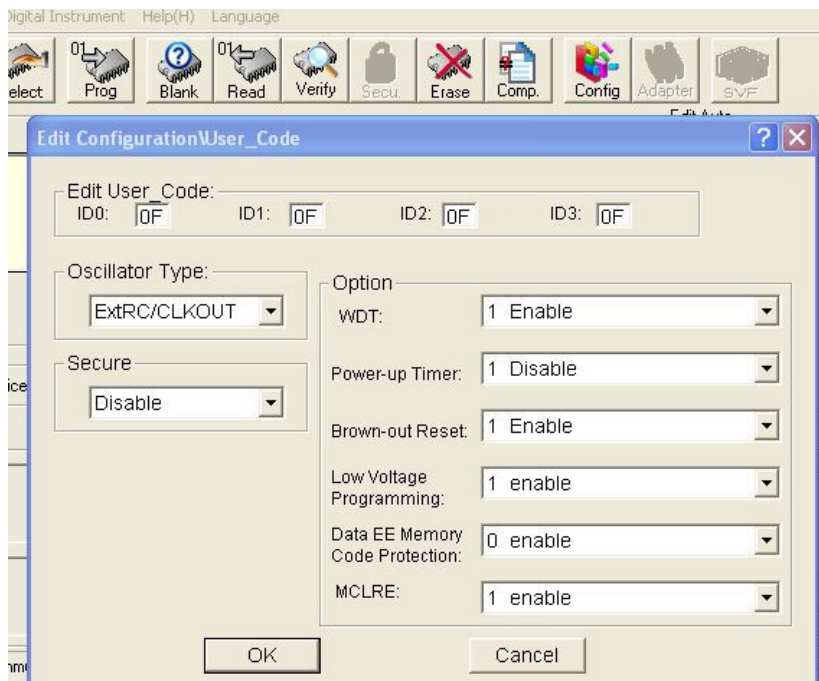 Digital Instrument Help(H) Language
elect Prog Blank Read Verify Secu. Erase Comp. Config Adapter SVF
Edit Configuration\User_Code
Edit User_Code:
ID0: 0F ID1: 0F ID2: 0F ID3: 0F
Oscillator Type:
ExtRC/CLKOUT
Secure
Disable
Option
WDT: 1 Enable
Power-up Timer: 1 Disable
Brown-out Reset: 1 Enable
Low Voltage
Programming: 1 enable
Data EE Memory
Code Protection: 0 enable
MCLRE: 1 enable
OK Cancel